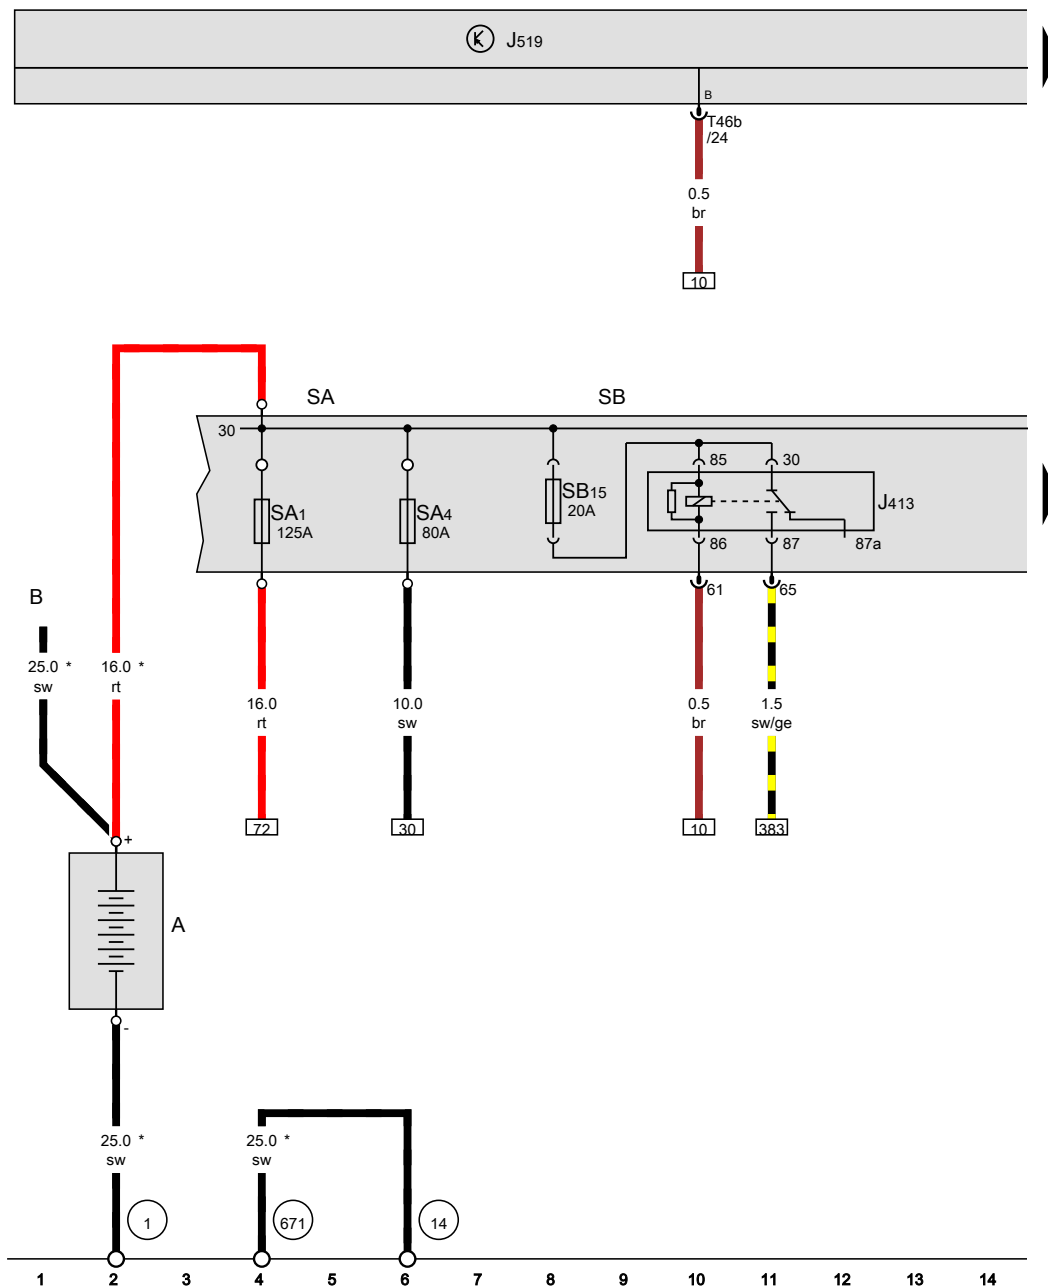 J519
B
T46b
/24
0.5
br
10
SA
SB
30
85
30
SA1
125A
SA4
80A
SB15
20A
J413
86
87
87a
61
65
B
25.0 *
sw
16.0 *
rt
16.0
rt
10.0
sw
0.5
br
1.5
sw/ge
72
30
10
383
+
A
-
25.0 *
sw
25.0 *
sw
1
671
14
1 2 3 4 5 6 7 8 9 10 11 12 13 14